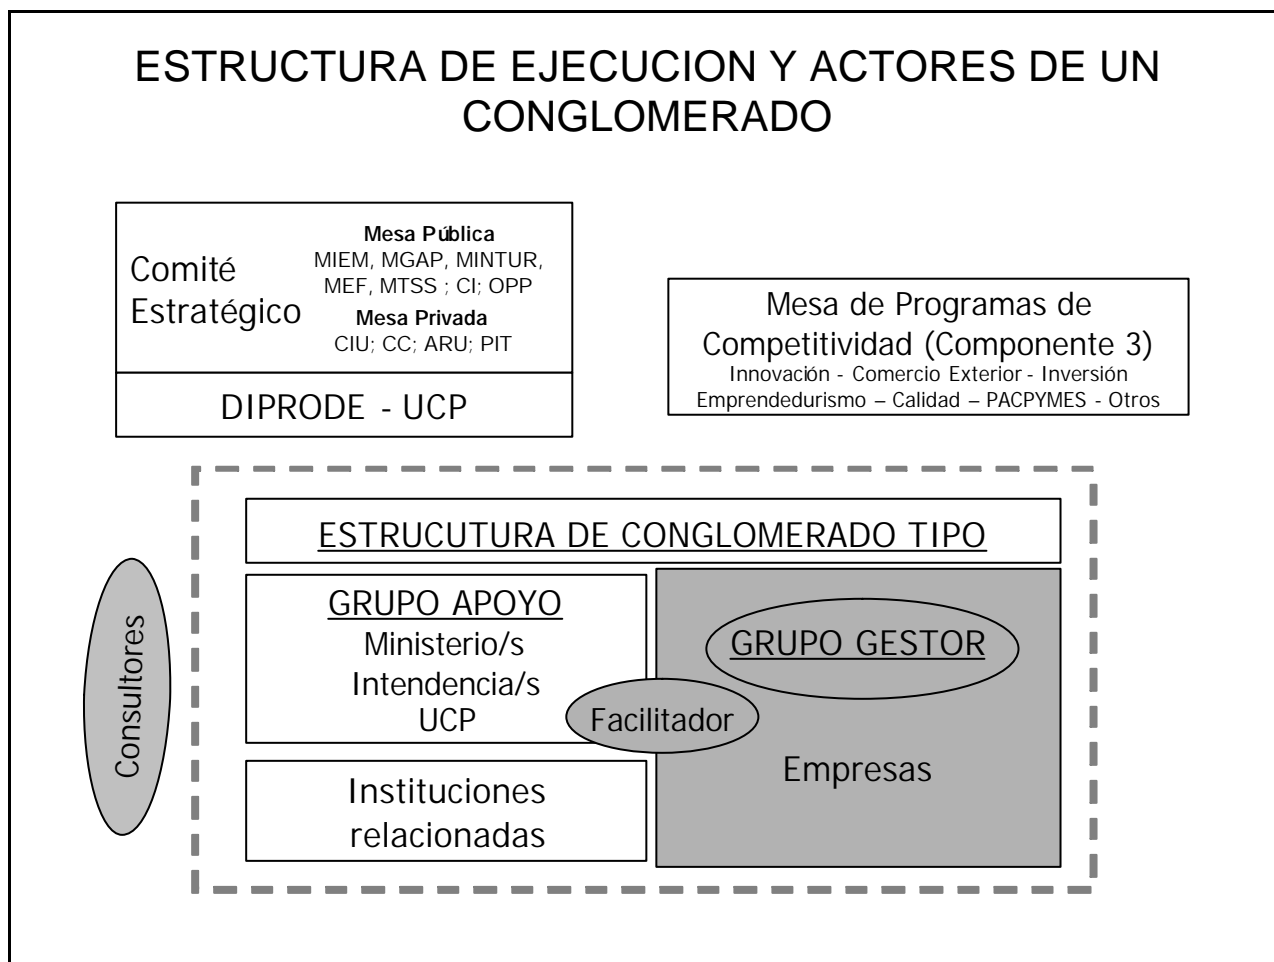 ESTRUCTURA DE EJECUCION Y ACTORES DE UN
CONGLOMERADO
Comité
Estratégico
Mesa Pública
MIEM, MGAP, MINTUR,
MEF, MTSS ; CI; OPP
Mesa Privada
CIU; CC; ARU; PIT
DIPRODE - UCP
Mesa de Programas de
Competitividad (Componente 3)
Innovación - Comercio Exterior - Inversión
Emprendedurismo – Calidad – PACPYMES - Otros
ESTRUCUTURA DE CONGLOMERADO TIPO
GRUPO APOYO
Ministerio/s
Intendencia/s
UCP
GRUPO GESTOR
Facilitador
Empresas
Instituciones
relacionadas
Consultores